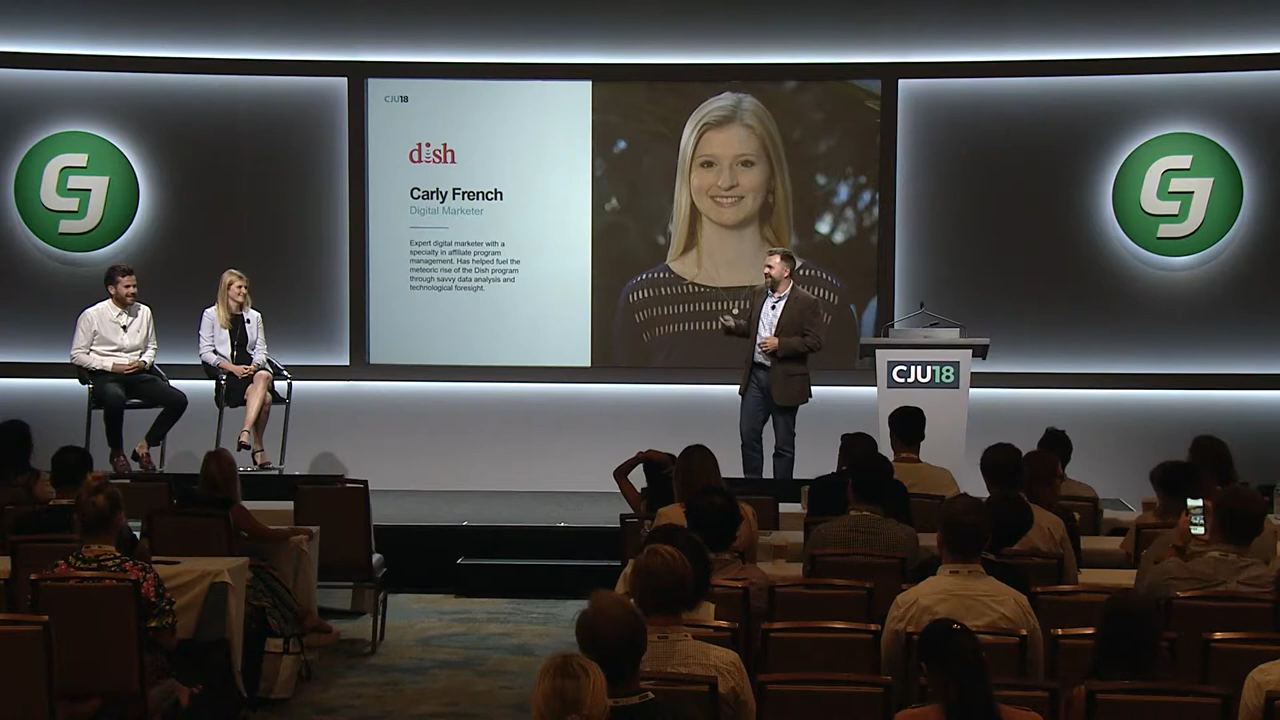 CJU18
dish
Carly French
Digital Marketer
Expert digital marketer with a
specialty in affiliate program
management. Has helped fuel the
meteoric rise of the Dish program
through savvy data analysis and
technological foresight.
CJ
CJ
CJU18